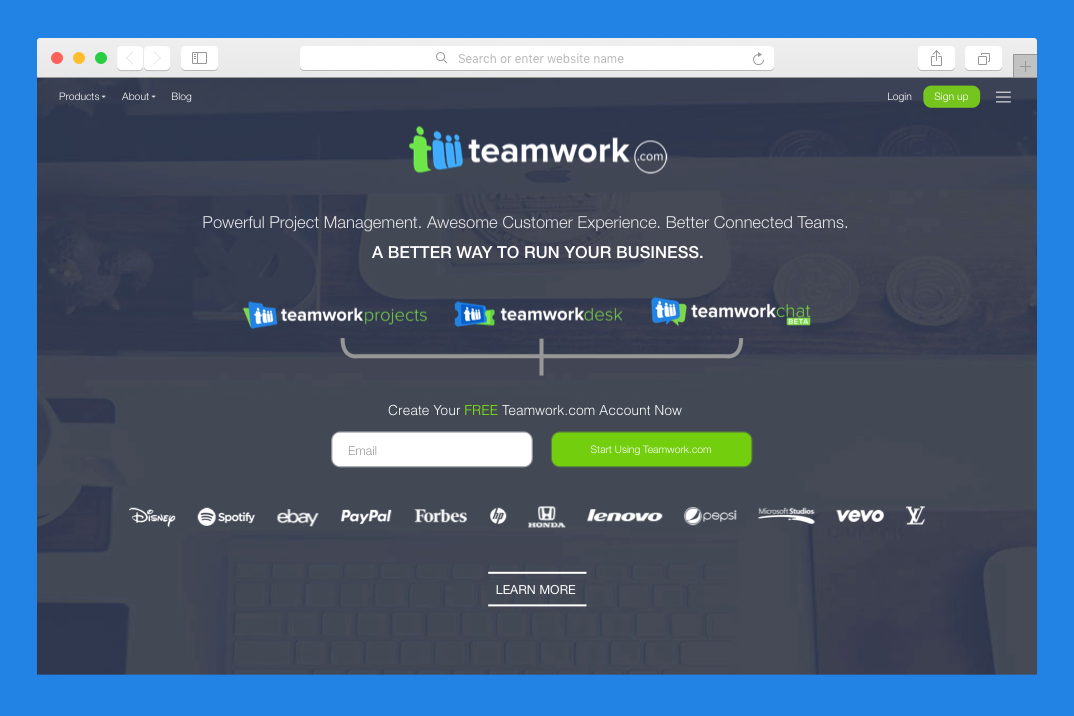 Search or enter website name
Products About Blog Login Sign up
teamwork .com
Powerful Project Management. Awesome Customer Experience. Better Connected Teams.
A BETTER WAY TO RUN YOUR BUSINESS.
teamworkprojects teamworkdesk teamworkchat
BETA
Create Your FREE Teamwork.com Account Now
Email Start Using Teamwork.com
Disney Spotify ebay PayPal Forbes hp HONDA lenovo pepsi Microsoft Studios vevo LV
LEARN MORE